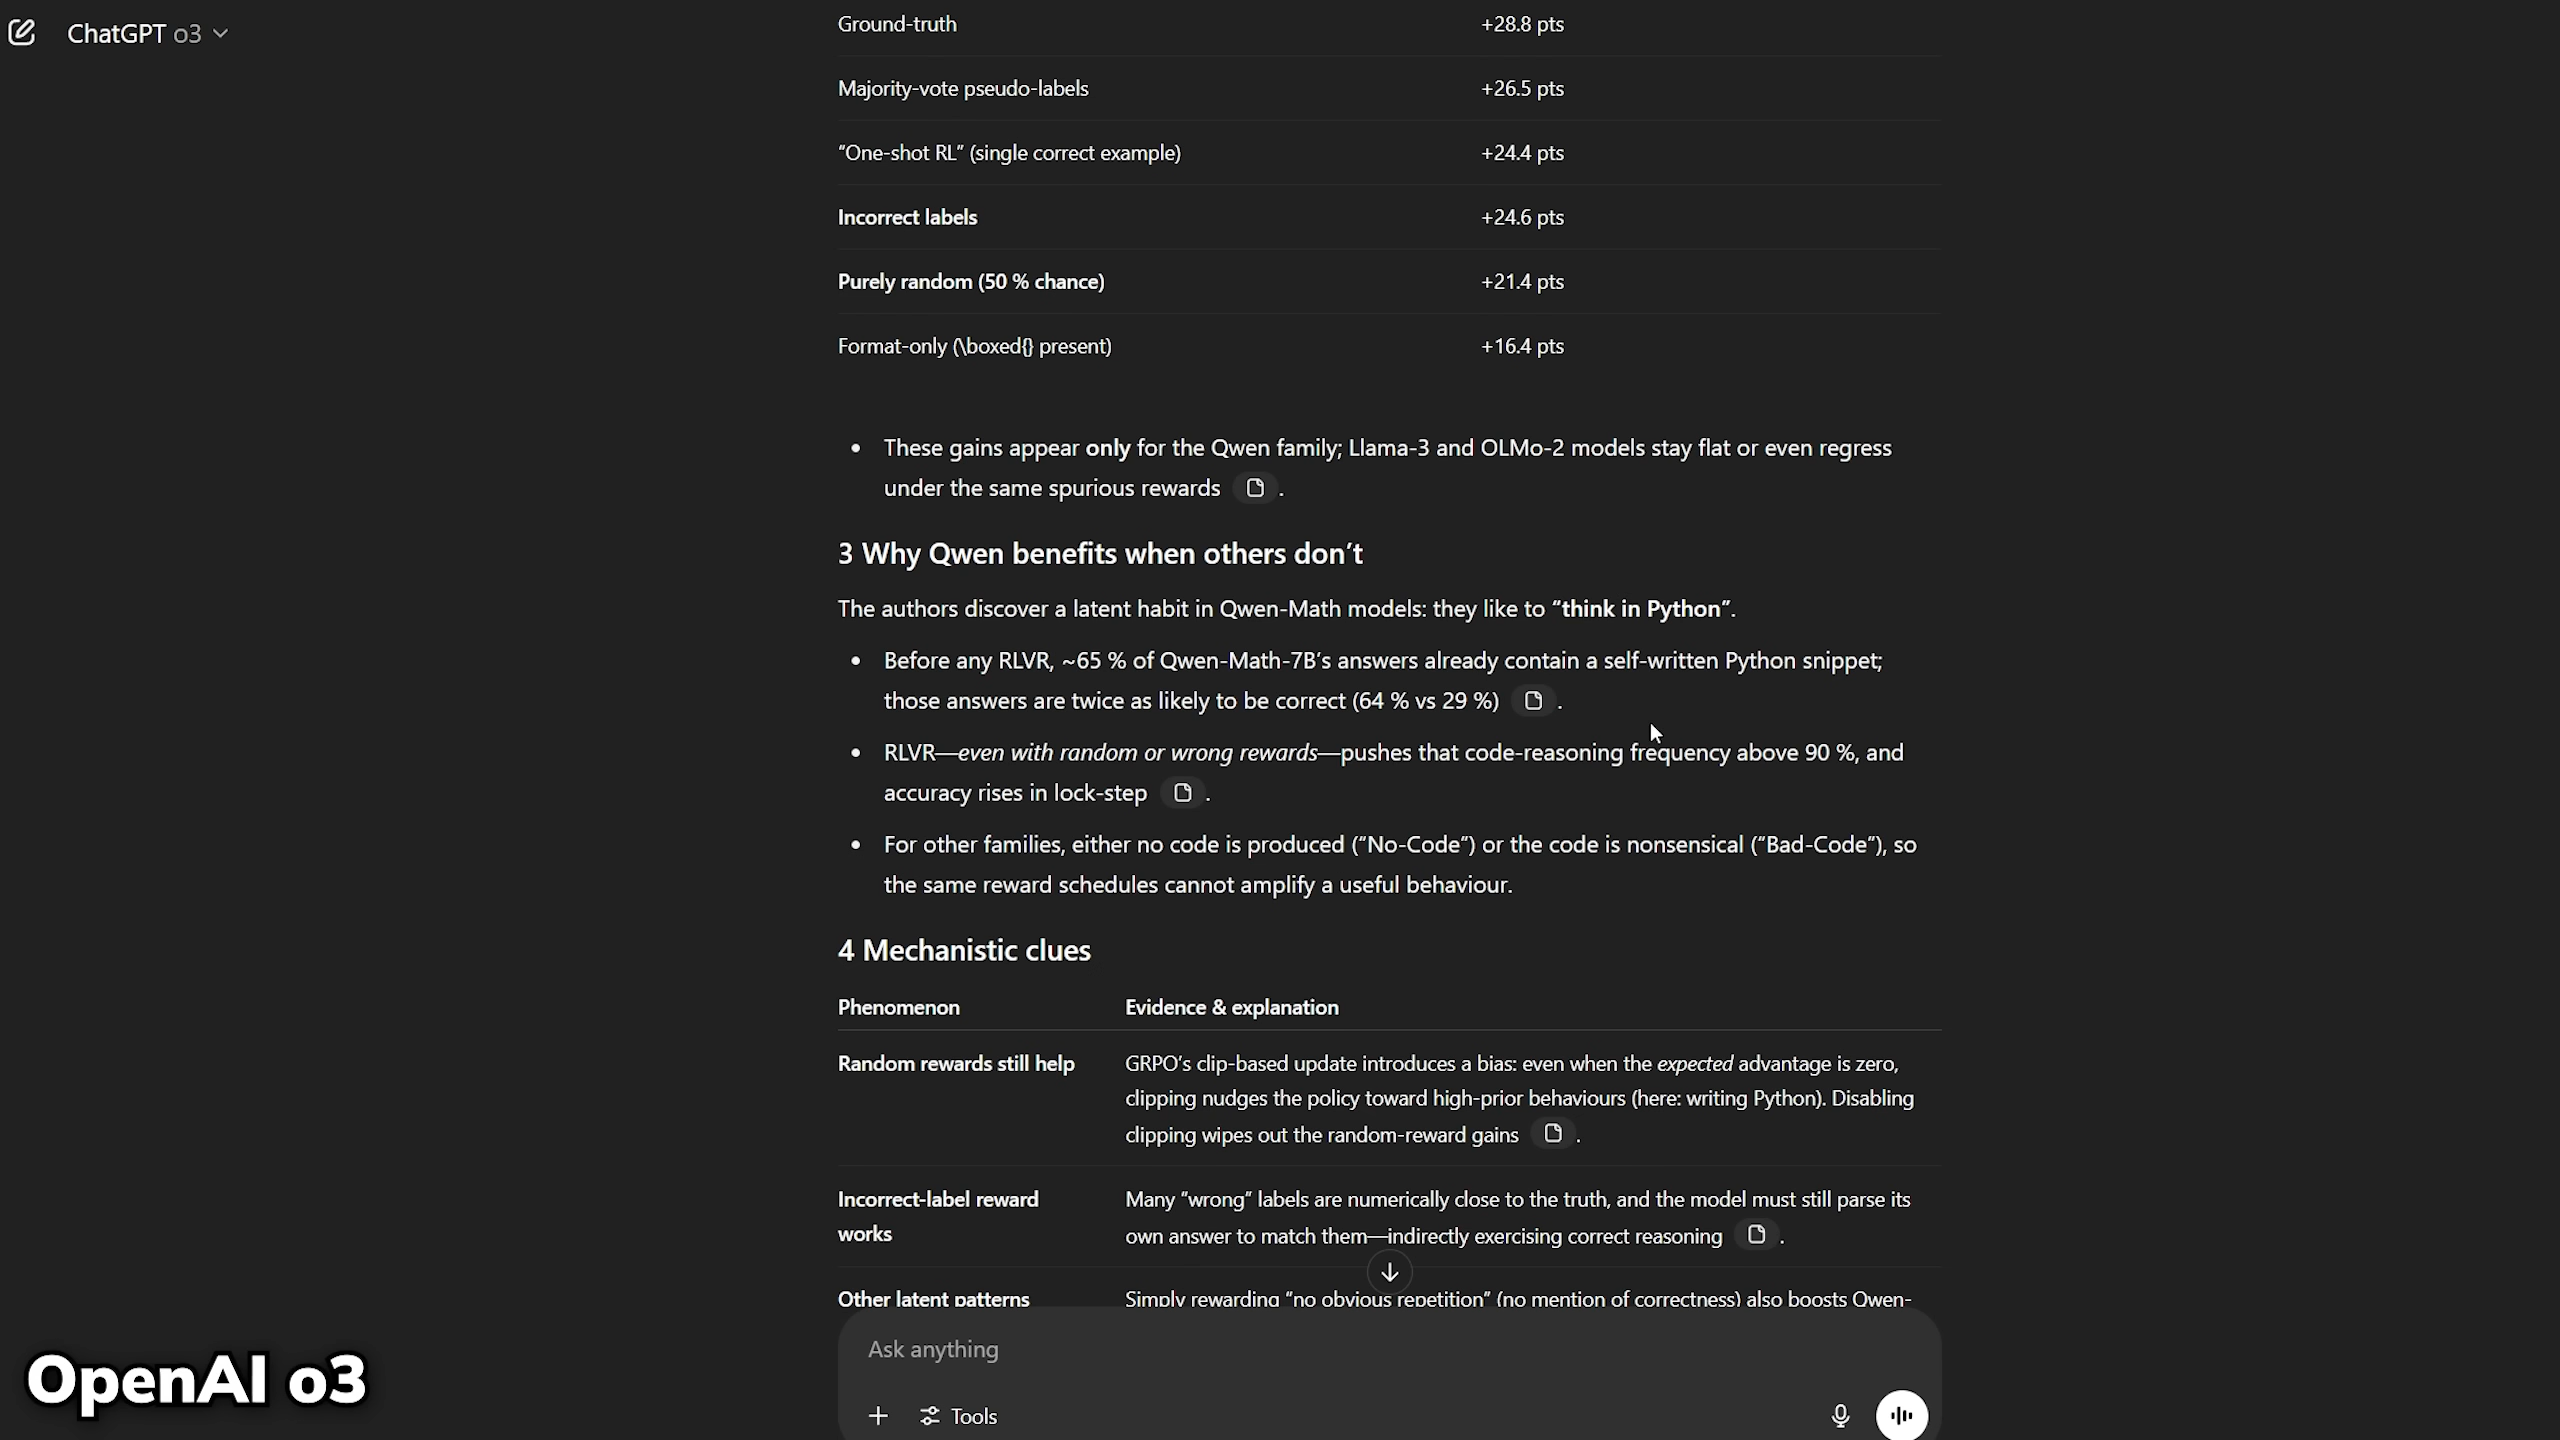 ChatGPT o3
Ground-truth +28.8 pts
Majority-vote pseudo-labels +26.5 pts
“One-shot RL” (single correct example) +24.4 pts
Incorrect labels +24.6 pts
Purely random (50 % chance) +21.4 pts
Format-only (\boxed{} present) +16.4 pts
• These gains appear only for the Qwen family; Llama-3 and OLMo-2 models stay flat or even regress
under the same spurious rewards .
3 Why Qwen benefits when others don’t
The authors discover a latent habit in Qwen-Math models: they like to “think in Python”.
• Before any RLVR, ~65 % of Qwen-Math-7B’s answers already contain a self-written Python snippet;
those answers are twice as likely to be correct (64 % vs 29 %) .
• RLVR—even with random or wrong rewards—pushes that code-reasoning frequency above 90 %, and
accuracy rises in lock-step .
• For other families, either no code is produced (“No-Code”) or the code is nonsensical (“Bad-Code”), so
the same reward schedules cannot amplify a useful behaviour.
4 Mechanistic clues
Phenomenon Evidence & explanation
Random rewards still help GRPO’s clip-based update introduces a bias: even when the expected advantage is zero,
clipping nudges the policy toward high-prior behaviours (here: writing Python). Disabling
clipping wipes out the random-reward gains .
Incorrect-label reward Many “wrong” labels are numerically close to the truth, and the model must still parse its
works own answer to match them—indirectly exercising correct reasoning .
Other latent patterns Simply rewarding “no obvious repetition” (no mention of correctness) also boosts Qwen-
Ask anything
Tools
OpenAI o3